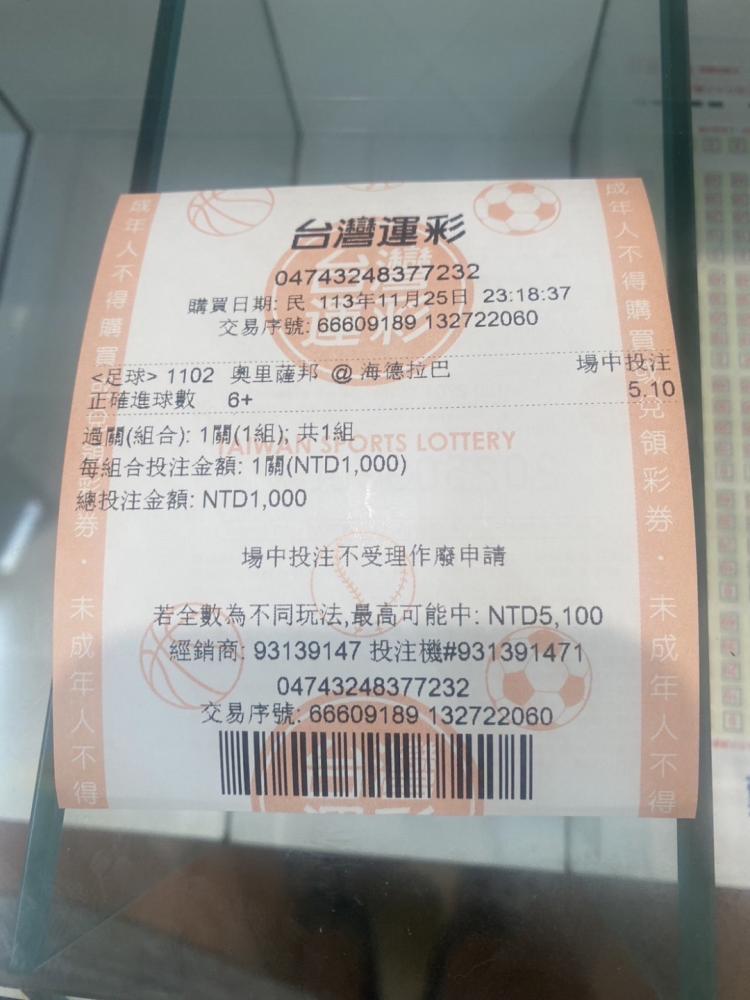 台灣運彩
04743248377232
購買日期: 民 113年11月25日 23:18:37
交易序號: 66609189 132722060
<足球> 1102 奧里薩邦 @ 海德拉巴 場中投注
正確進球數 6+ 5.10
過關(組合): 1關(1組); 共1組
TAIWAN SPORTS LOTTERY
每組合投注金額: 1關(NTD1,000)
總投注金額: NTD1,000
場中投注不受理作廢申請
若全數為不同玩法,最高可能中: NTD5,100
經銷商: 93139147 投注機#931391471
04743248377232
交易序號: 66609189 132722060
台灣運彩
成年人不得購買
彩券・未成年人不得
成年人不得購買或兌領彩券・未成年人不得